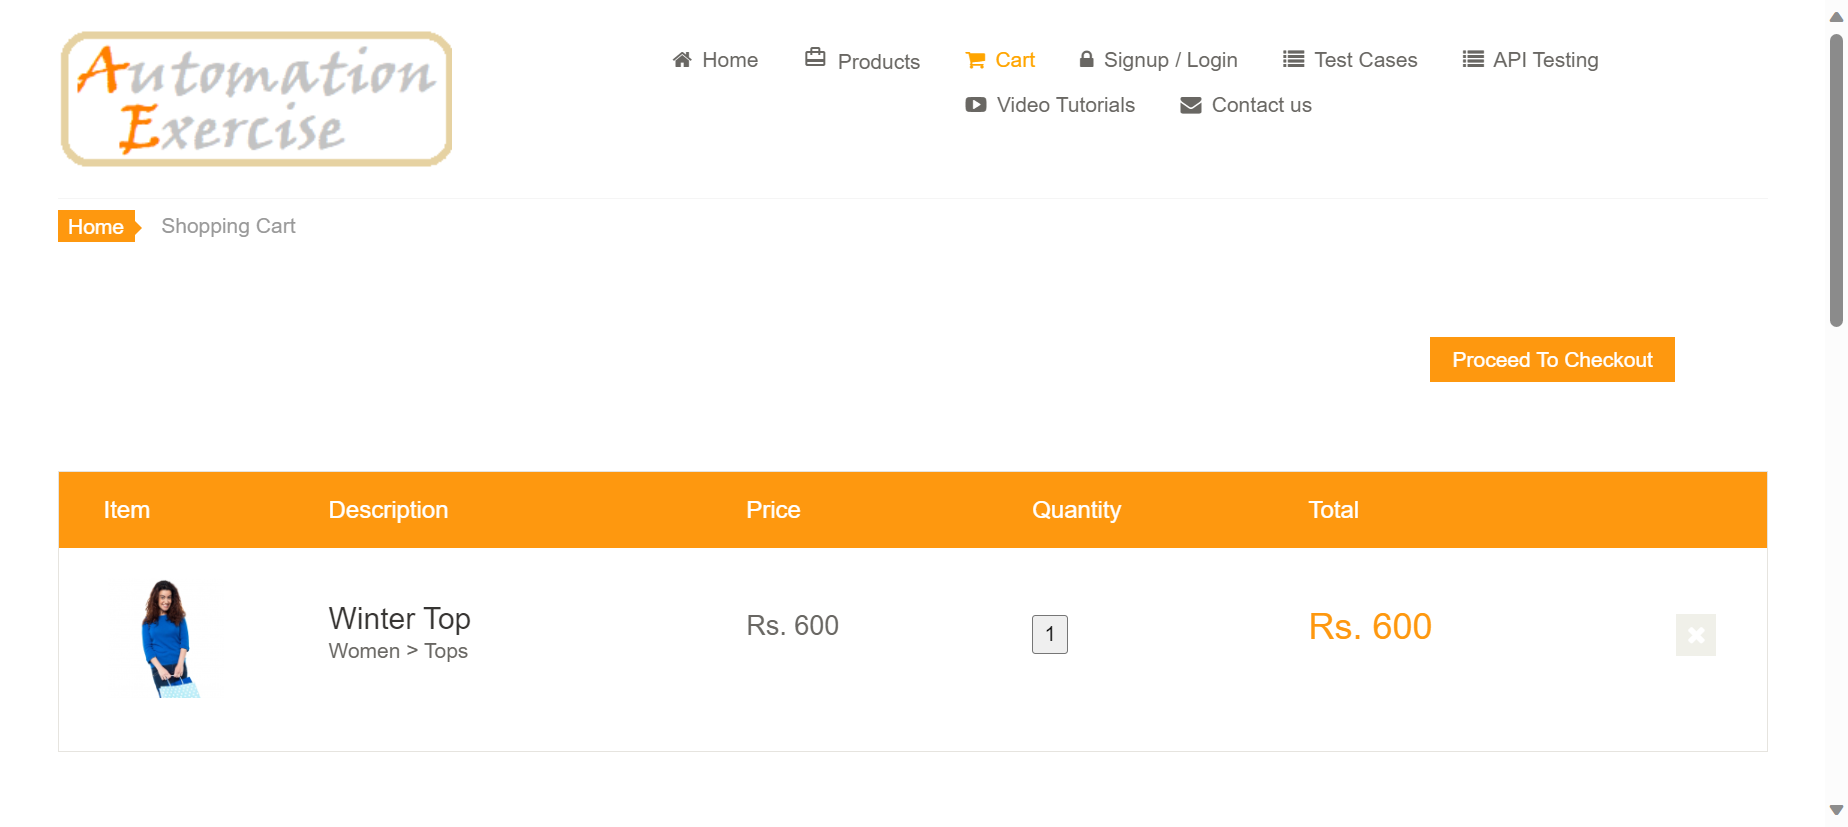 Automation
Exercise
Home Products Cart Signup / Login Test Cases API Testing
Video Tutorials Contact us
Home Shopping Cart
Proceed To Checkout
Item Description Price Quantity Total
Winter Top Rs. 600 1 Rs. 600
Women > Tops